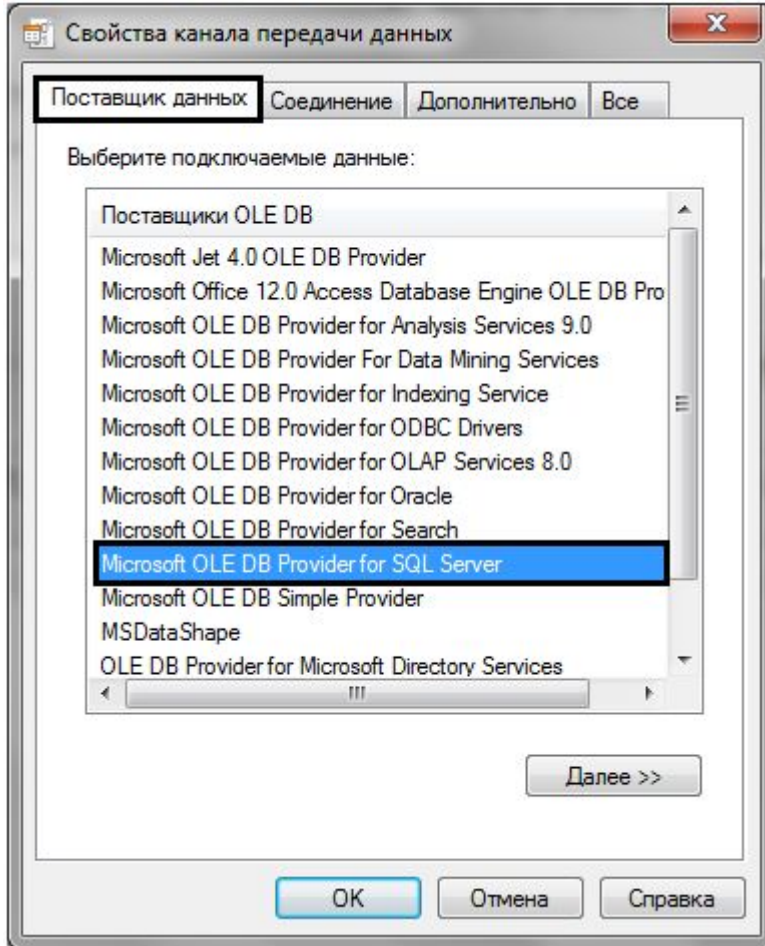 Свойства канала передачи данных
Поставщик данных Соединение Дополнительно Все
Выберите подключаемые данные:
Поставщики OLE DB
Microsoft Jet 4.0 OLE DB Provider
Microsoft Office 12.0 Access Database Engine OLE DB Pro
Microsoft OLE DB Provider for Analysis Services 9.0
Microsoft OLE DB Provider For Data Mining Services
Microsoft OLE DB Provider for Indexing Service
Microsoft OLE DB Provider for ODBC Drivers
Microsoft OLE DB Provider for OLAP Services 8.0
Microsoft OLE DB Provider for Oracle
Microsoft OLE DB Provider for Search
Microsoft OLE DB Provider for SQL Server
Microsoft OLE DB Simple Provider
MSDataShape
OLE DB Provider for Microsoft Directory Services
Далее >>
OK Отмена Справка